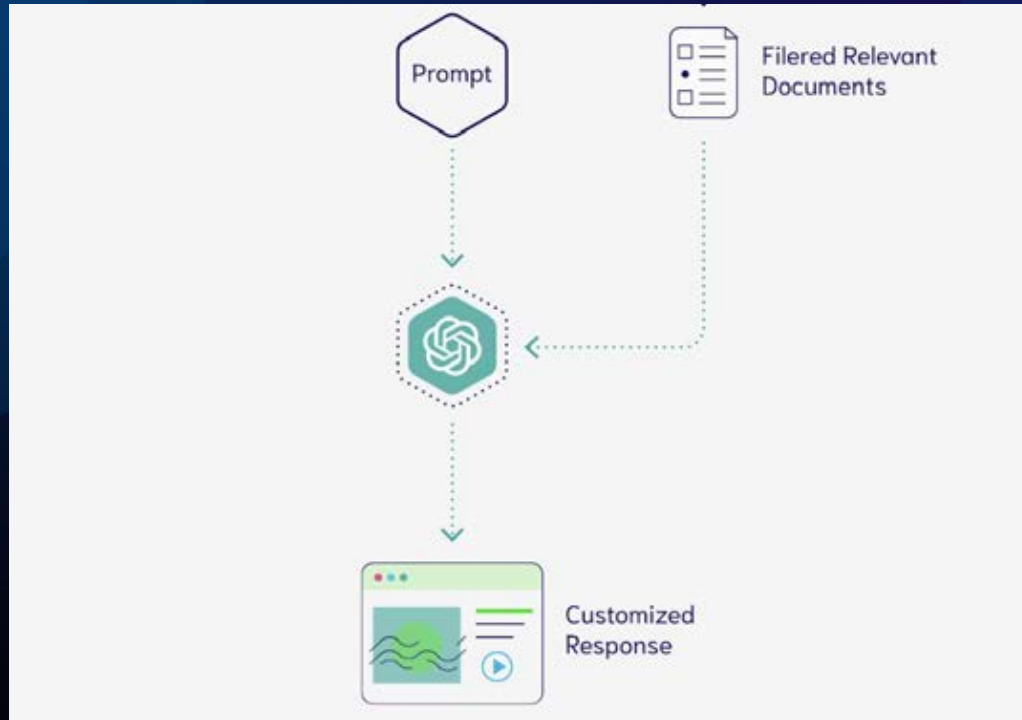 Prompt
Filered Relevant
Documents
Customized
Response